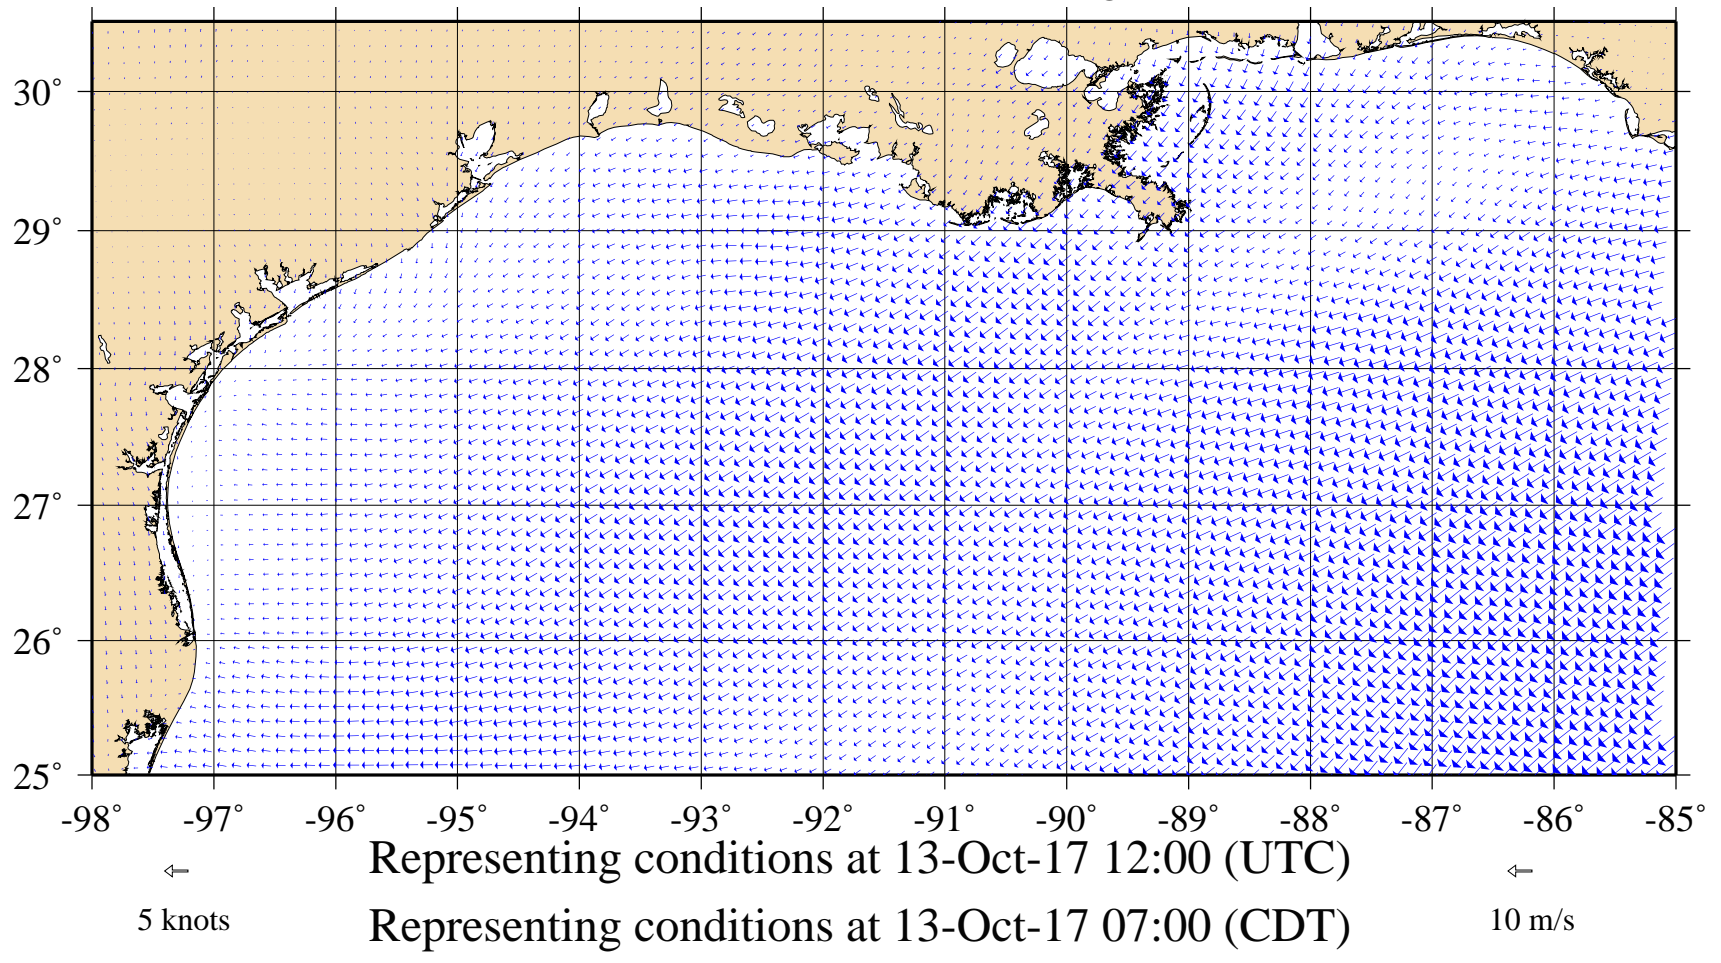 30°
29°
28°
27°
26°
25°
-98° -97° -96° -95° -94° -93° -92° -91° -90° -89° -88° -87° -86° -85°
Representing conditions at 13-Oct-17 12:00 (UTC)
5 knots
Representing conditions at 13-Oct-17 07:00 (CDT)
10 m/s